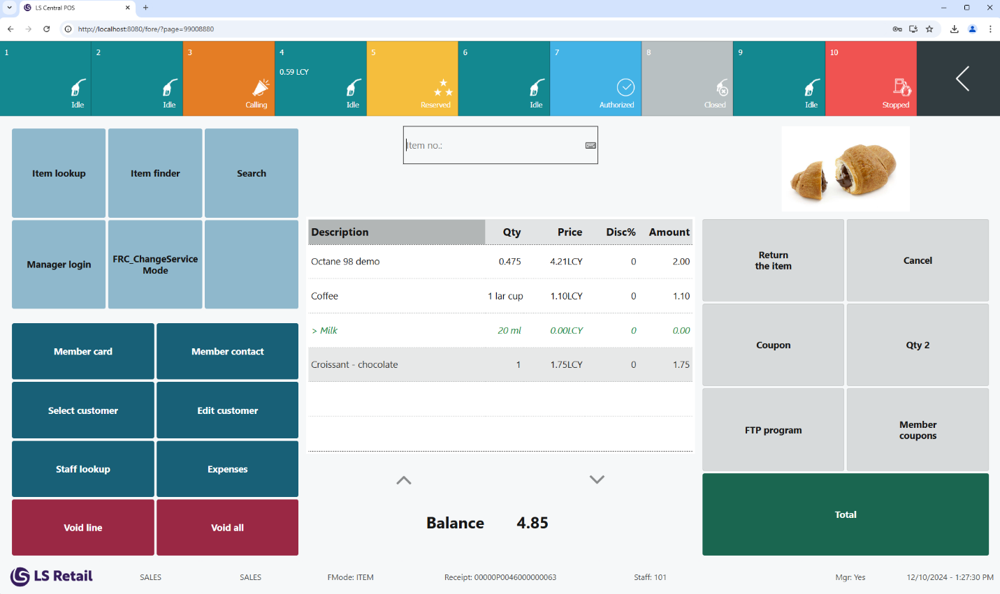 LS Central POS
http://localhost:8080/fore/?page=99008880
1
Idle
2
Idle
3
Calling
4
0.59 LCY
Idle
5
Reserved
6
Idle
7
Authorized
8
Closed
9
Idle
10
Stopped
Item lookup
Item finder
Search
Manager login
FRC_ChangeService
Mode
Member card
Member contact
Select customer
Edit customer
Staff lookup
Expenses
Void line
Void all
Item no.:
Description Qty Price Disc% Amount
Octane 98 demo 0.475 4.21LCY 0 2.00
Coffee 1 lar cup 1.10LCY 0 1.10
> Milk 20 ml 0.00LCY 0 0.00
Croissant - chocolate 1 1.75LCY 0 1.75
Balance 4.85
Return
the item
Cancel
Coupon
Qty 2
FTP program
Member
coupons
Total
LS Retail SALES SALES FMode: ITEM Receipt: 00000P0046000000063 Staff: 101 Mgr: Yes 12/10/2024 - 1:27:30 PM